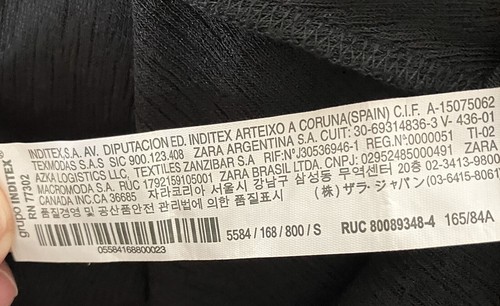 grupo INDITEX®
RN 77302
INDITEX,S.A. AV. DIPUTACION ED. INDITEX ARTEIXO A CORUNA(SPAIN) C.I.F. A-15075062
TEXMODAS S.A.S SIC 900.123.408 ZARA ARGENTINA S.A. CUIT: 30-69314836-3 V- 436-01
AZKA LOGISTICS LLC, TEXTILES ZANZIBAR S.A. RIF:NºJ30536946-1 REG.Nº0000051 TI-02
MACROMODA S.A. RÚC 1792159105001 ZARA BRASIL LTDA. CNPJ: 02952485000491
CANADA INC.CA 36685 자라코리아 서울시 강남구 삼성동 무역센터 20층 02-3413-9800
품질경영 및 공산품안전 관리법에 의한 품질표시 (株) ザラ・ジャパン (03-6415-8061)
05584168800023
5584 / 168 / 800 / S RUC 80089348-4 165/84A